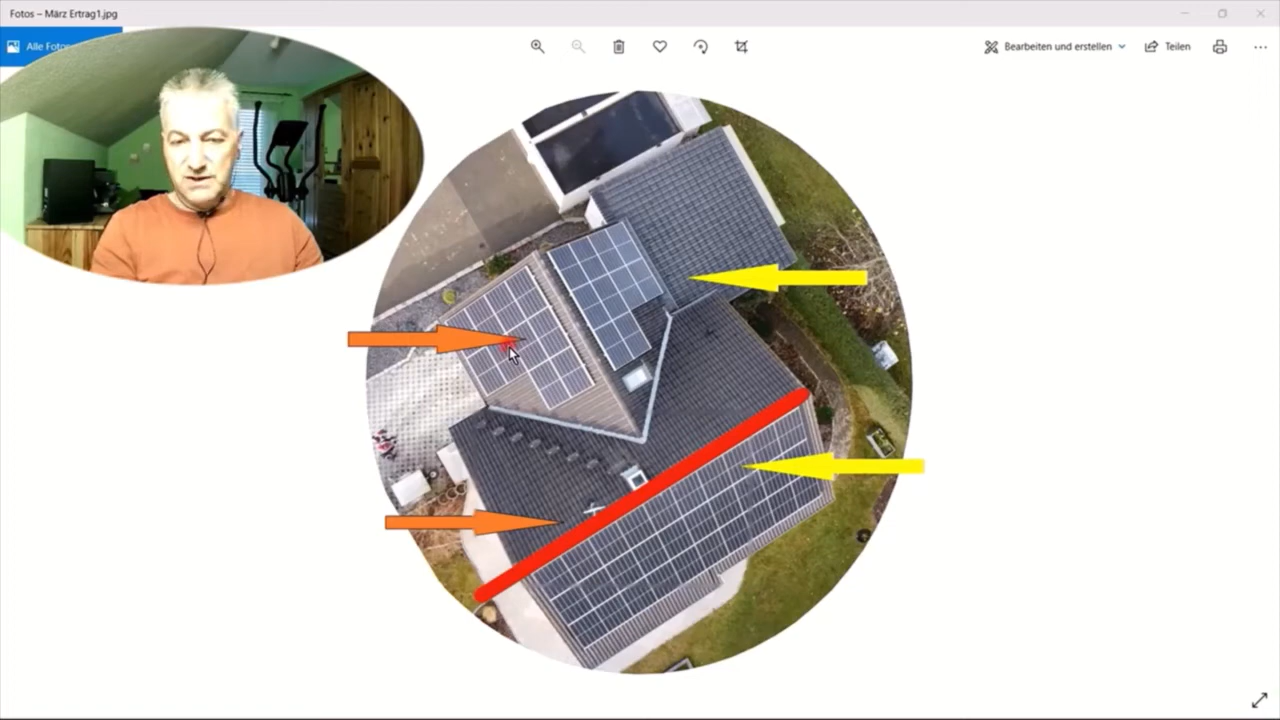 Fotos – März Ertrag1.jpg
Alle Fotos
Bearbeiten und erstellen
Teilen